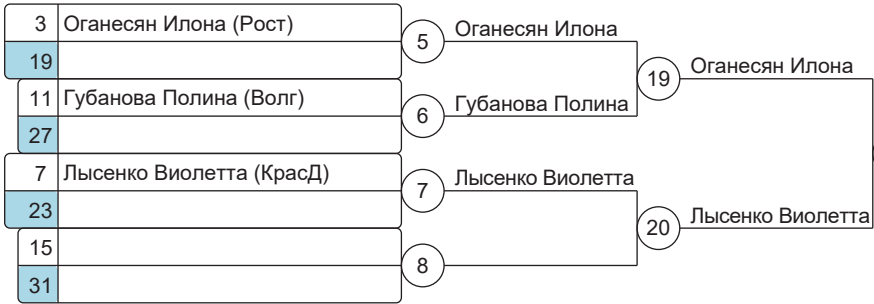 3 Оганесян Илона (Рост)
19
5 Оганесян Илона
11 Губанова Полина (Волг)
27
6 Губанова Полина
19 Оганесян Илона
7 Лысенко Виолетта (КрасД)
23
7 Лысенко Виолетта
15
31
8
20 Лысенко Виолетта